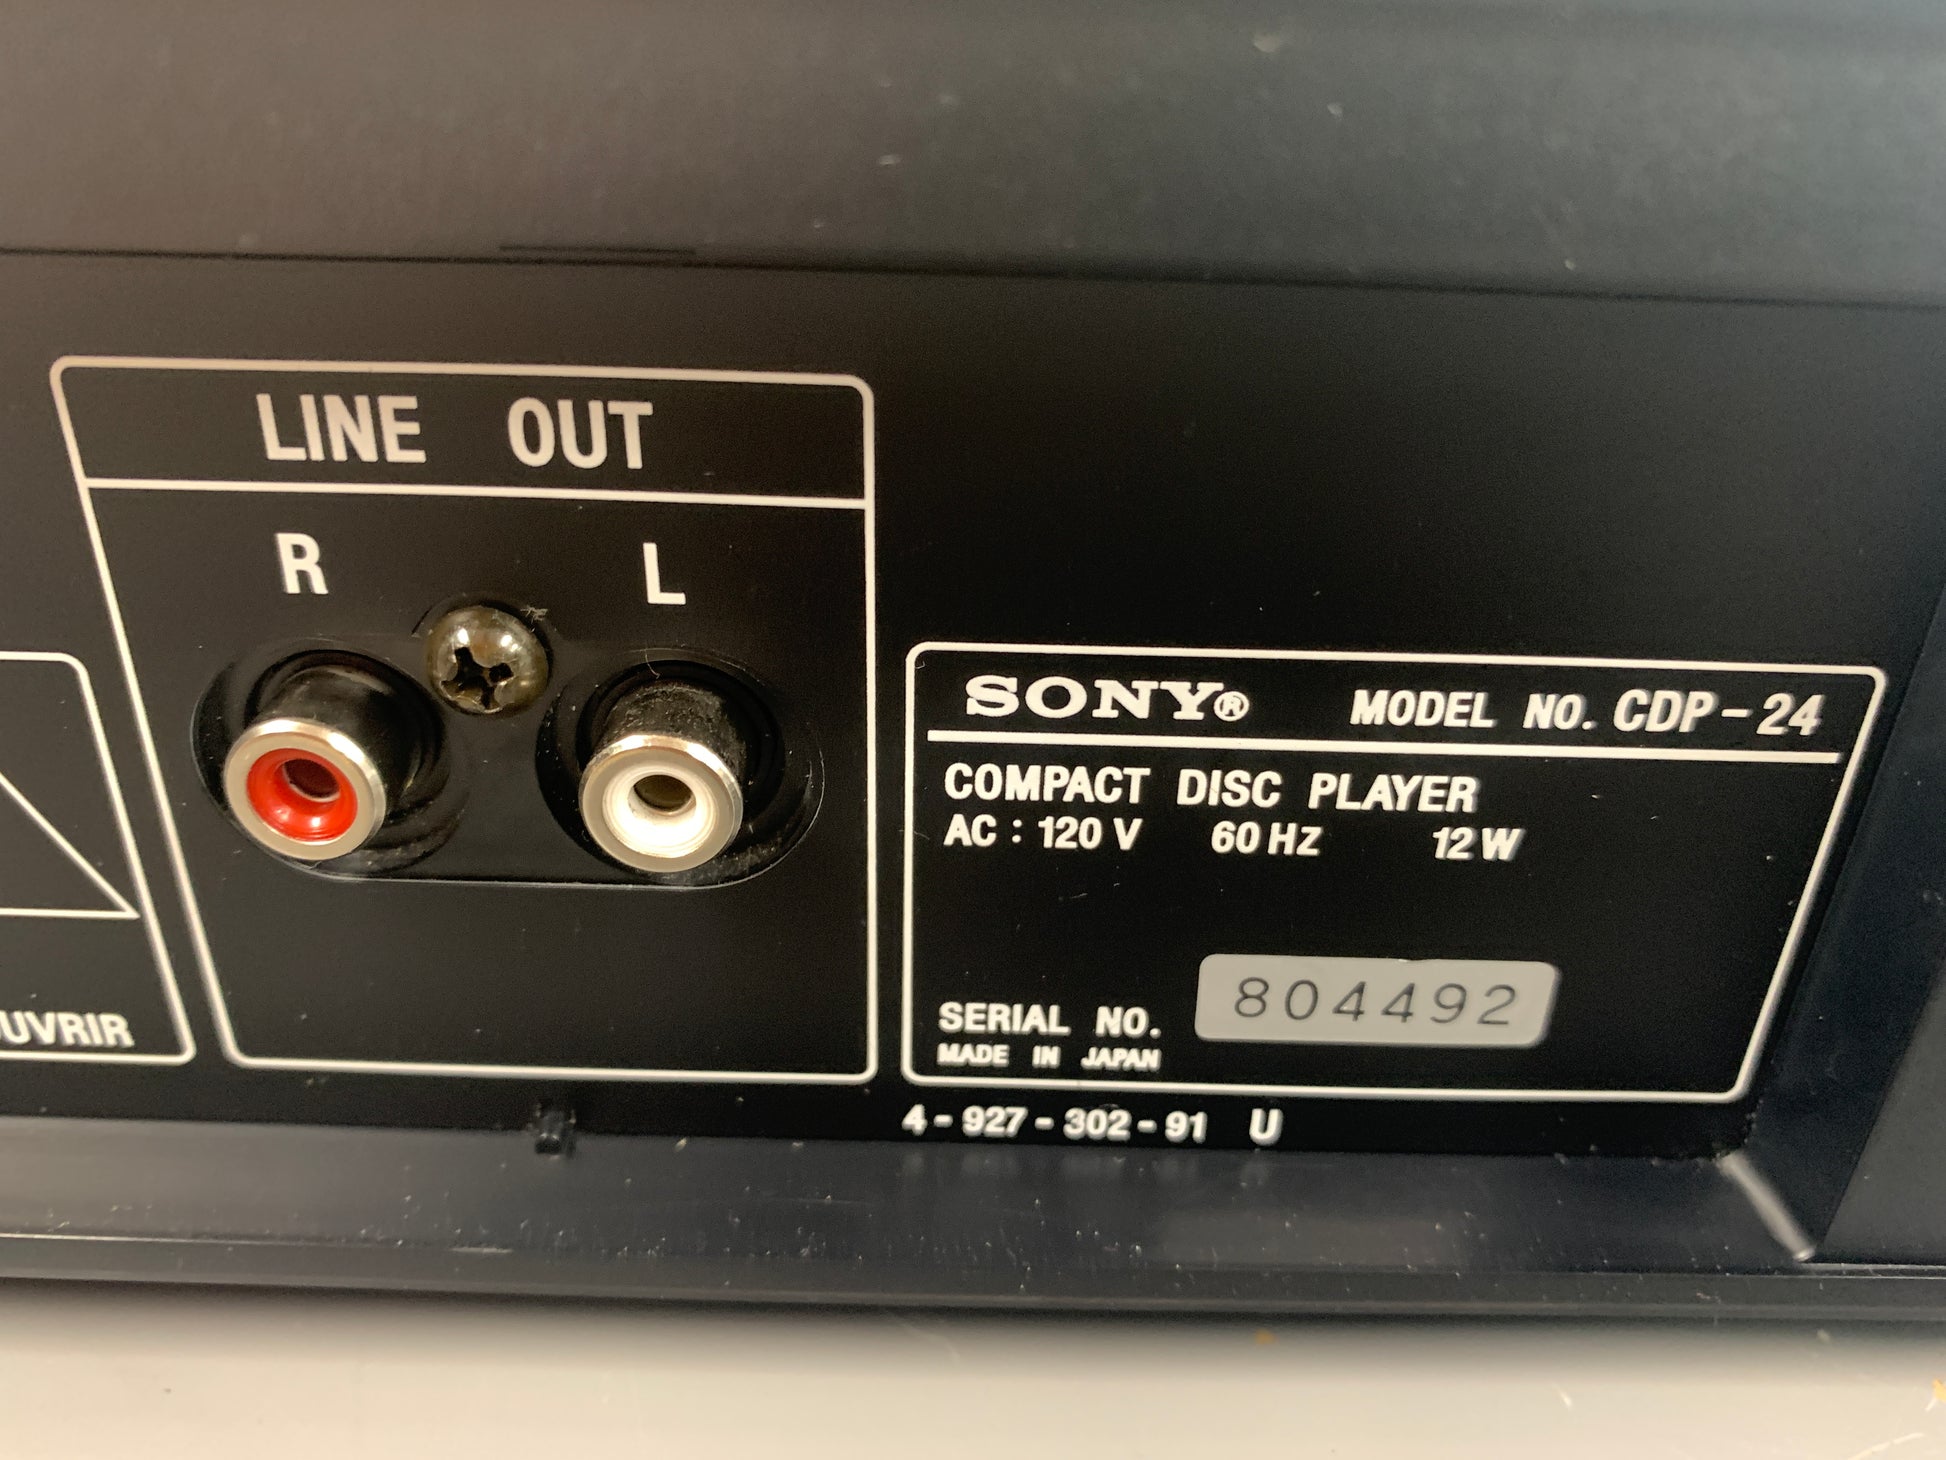 LINE OUT
R L
UVRIR
SONY® MODEL NO. CDP-24
COMPACT DISC PLAYER
AC : 120 V 60 Hz 12 W
SERIAL NO. 804492
MADE IN JAPAN
4-927-302-91 U